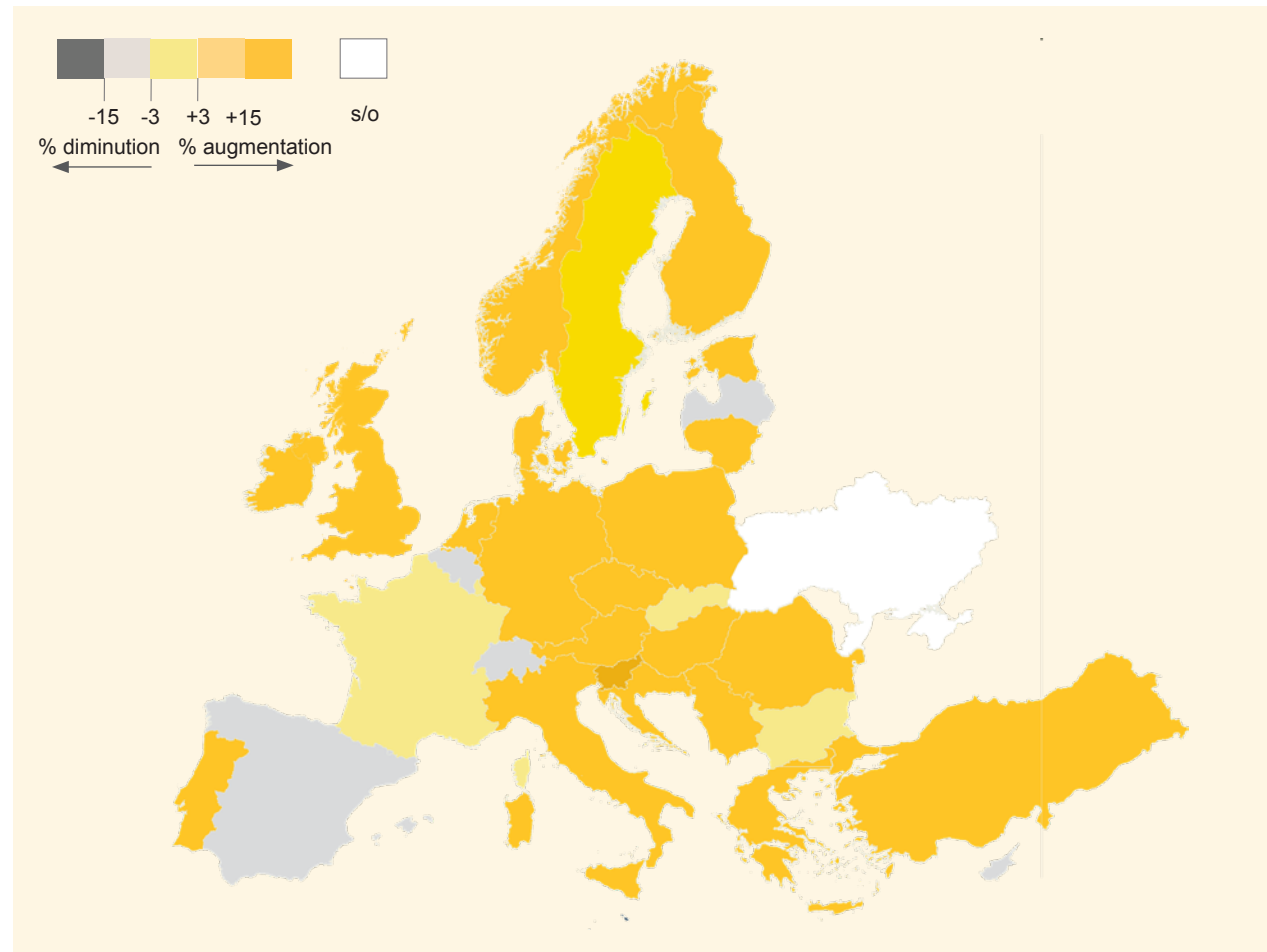 -15 -3 +3 +15 s/o
% diminution % augmentation